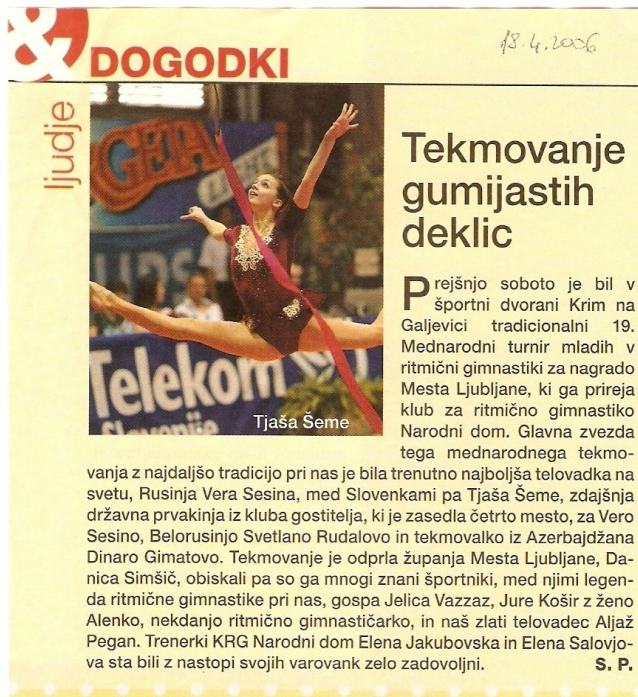 18.4.2006
& DOGODKI
ljudje
GETA
Telekom
Slovenije
Tjaša Šeme
Tekmovanje
gumijastih
deklic
Prejšnjo soboto je bil v
športni dvorani Krim na
Galjevici tradicionalni 19.
Mednarodni turnir mladih v
ritmični gimnastiki za nagrado
Mesta Ljubljane, ki ga prireja
klub za ritmično gimnastiko
Narodni dom. Glavna zvezda
tega mednarodnega tekmo-
vanja z najdaljšo tradicijo pri nas je bila trenutno najboljša telovadka na
svetu, Rusinja Vera Sesina, med Slovenkami pa Tjaša Šeme, zdajšnja
državna prvakinja iz kluba gostitelja, ki je zasedla četrto mesto, za Vero
Sesino, Belorusinjo Svetlano Rudalovo in tekmovalko iz Azerbajdžana
Dinaro Gimatovo. Tekmovanje je odprla županja Mesta Ljubljane, Da-
nica Simšič, obiskali pa so ga mnogi znani športniki, med njimi legen-
da ritmične gimnastike pri nas, gospa Jelica Vazzaz, Jure Košir z ženo
Alenko, nekdanjo ritmično gimnastičarko, in naš zlati telovadec Aljaž
Pegan. Trenerki KRG Narodni dom Elena Jakubovska in Elena Salovjo-
va sta bili z nastopi svojih varovank zelo zadovoljni. S. P.